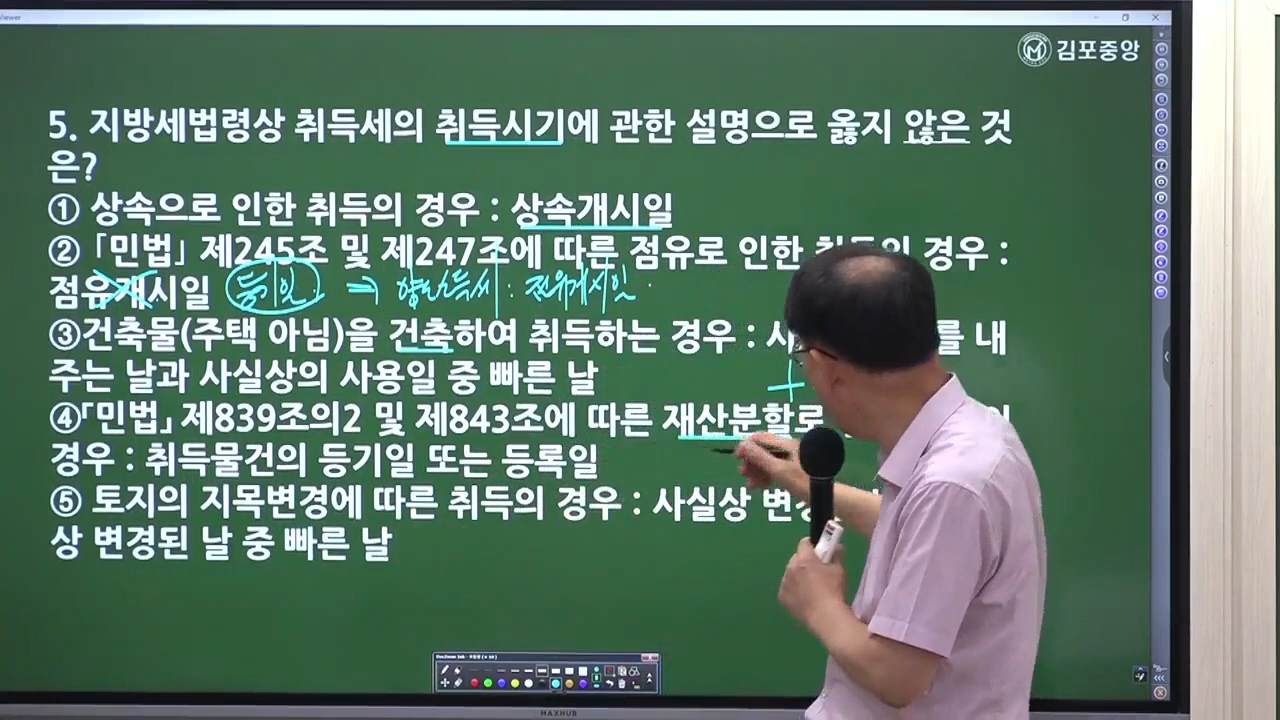 김포중앙
5. 지방세법령상 취득세의 취득시기에 관한 설명으로 옳지 않은 것
은?
① 상속으로 인한 취득의 경우 : 상속개시일
② 「민법」 제245조 및 제247조에 따른 점유로 인한 취득의 경우 :
점유개시일 등기일 ⇒ 양도소득세 : 점유개시일.
③건축물(주택 아님)을 건축하여 취득하는 경우 : 를 내
주는 날과 사실상의 사용일 중 빠른 날
④「민법」 제839조의2 및 제843조에 따른 재산분할로
경우 : 취득물건의 등기일 또는 등록일
⑤ 토지의 지목변경에 따른 취득의 경우 : 사실상 변경
상 변경된 날 중 빠른 날
MAXHUB